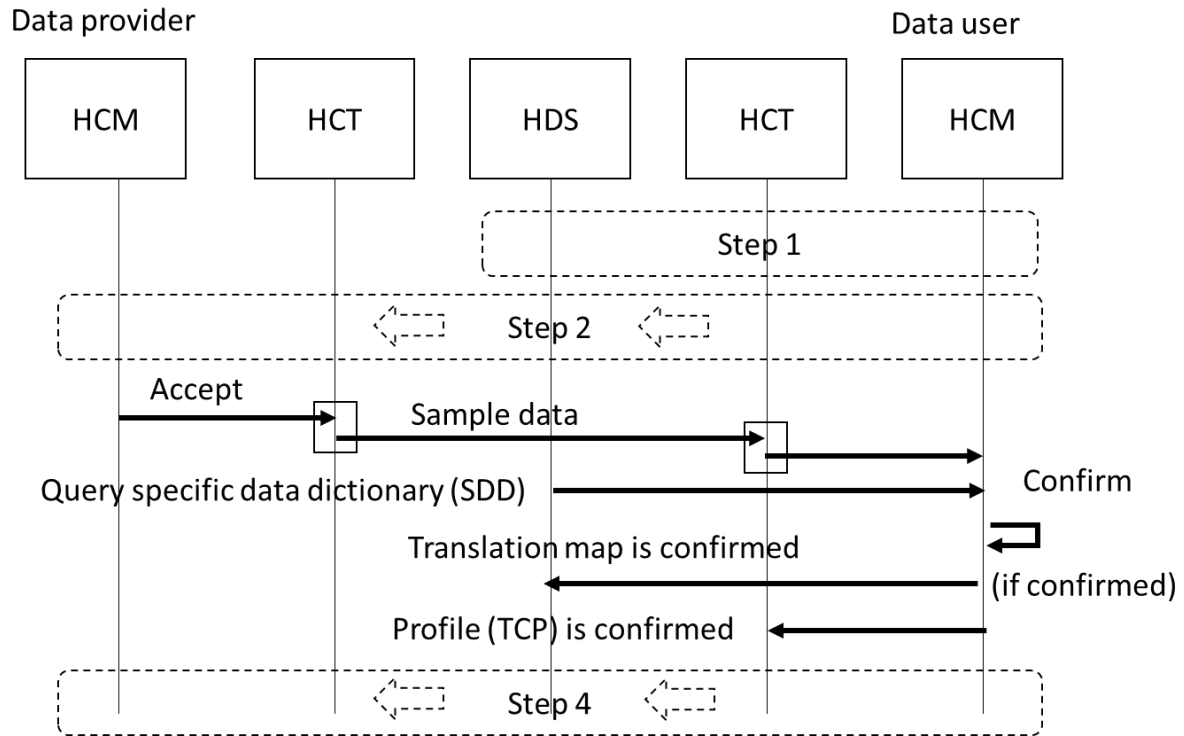 Data provider
Data user
HCM
HCT
HDS
HCT
HCM
Step 1
Step 2
Accept
Sample data
Query specific data dictionary (SDD)
Confirm
Translation map is confirmed
(if confirmed)
Profile (TCP) is confirmed
Step 4